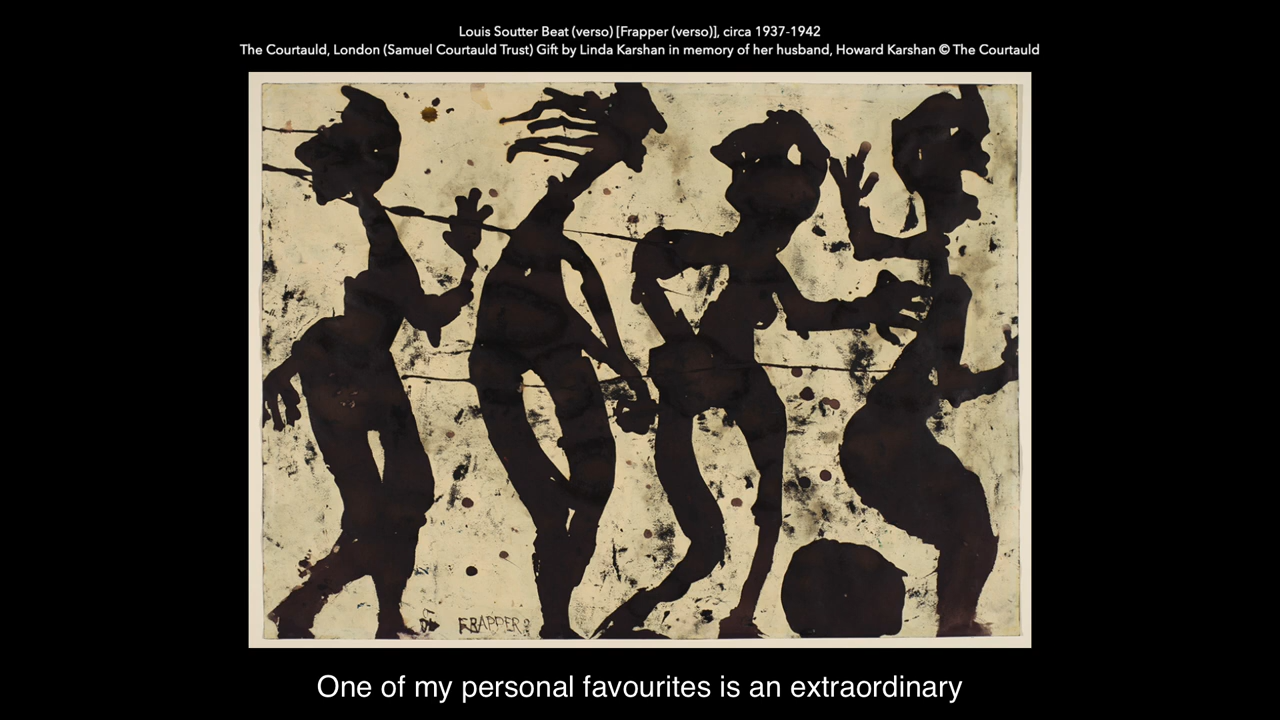 Louis Soutter Beat (verso) [Frapper (verso)], circa 1937-1942
The Courtauld, London (Samuel Courtauld Trust) Gift by Linda Karshan in memory of her husband, Howard Karshan © The Courtauld
FRAPPER
One of my personal favourites is an extraordinary